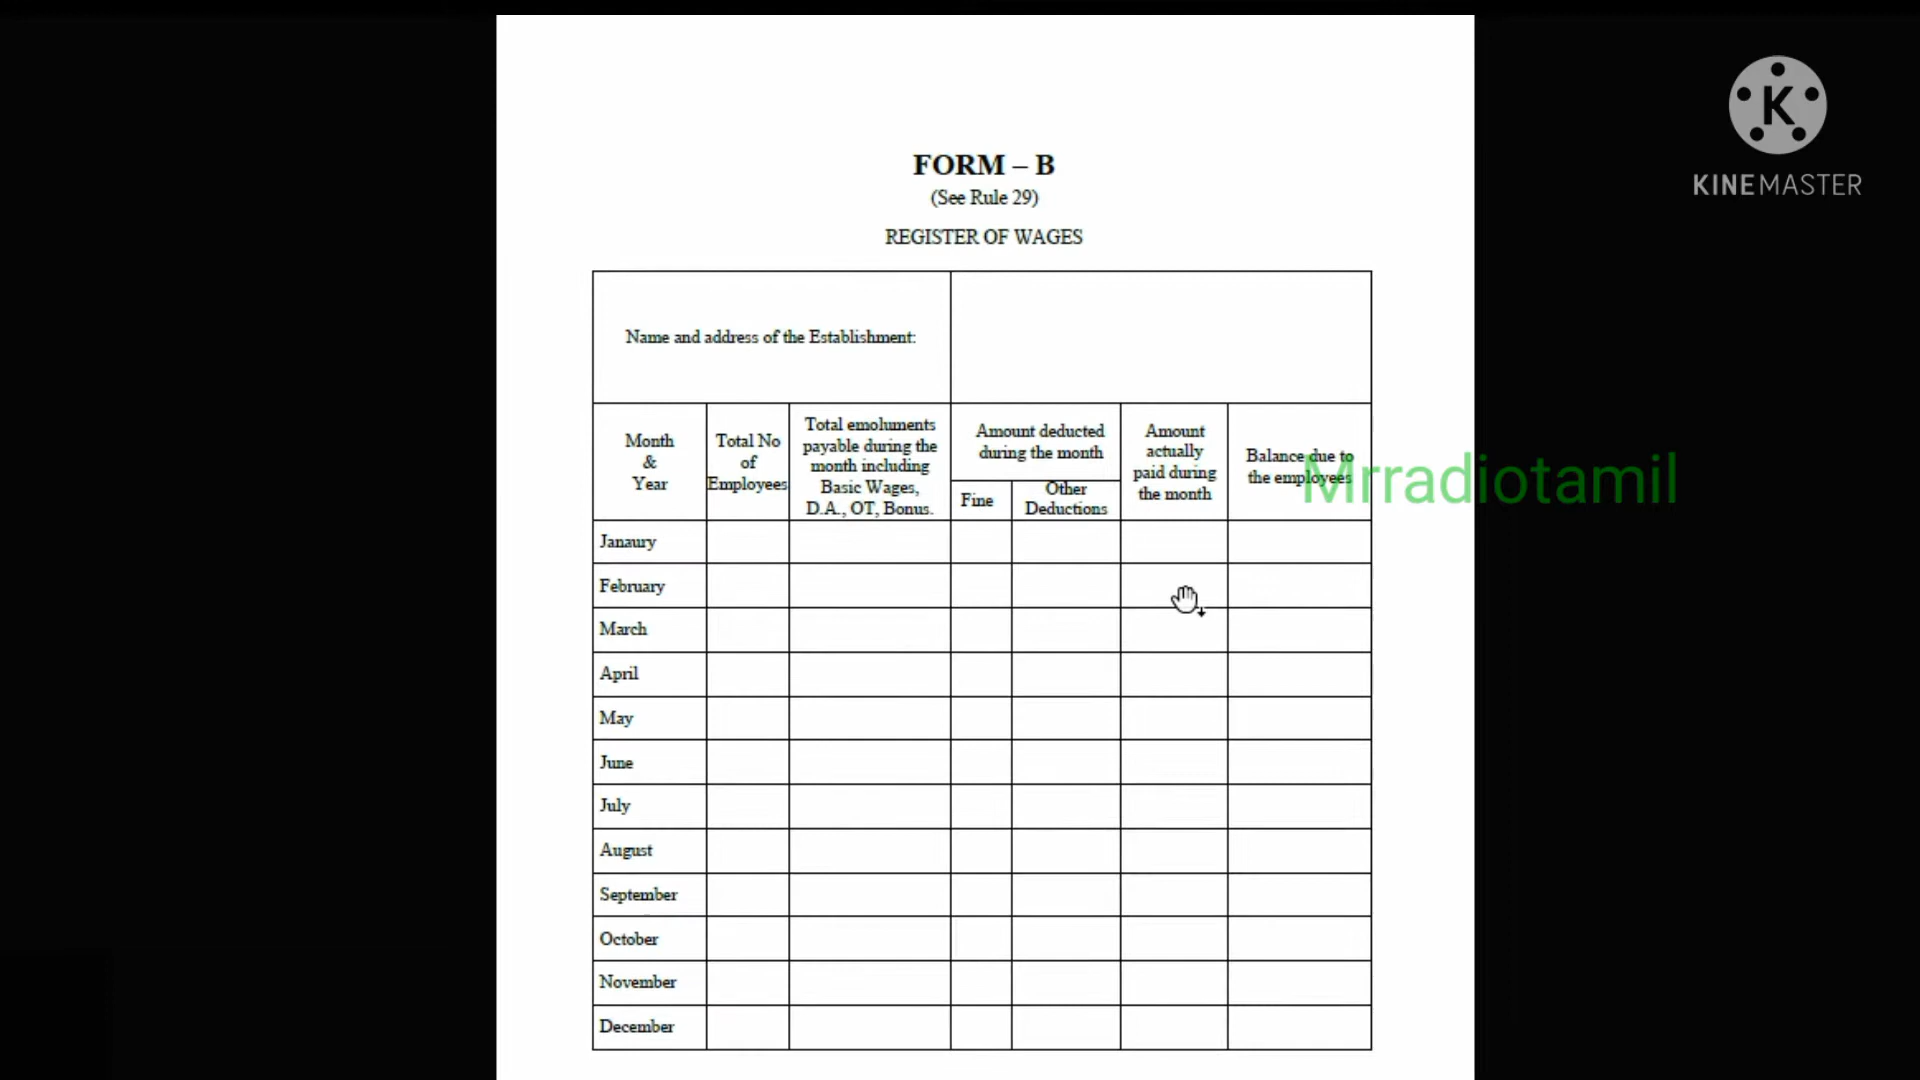 FORM – B
(See Rule 29)
REGISTER OF WAGES
Name and address of the Establishment:
Month
&
Year
Total No
of
Employees
Total emoluments
payable during the
month including
Basic Wages,
D.A., OT, Bonus.
Amount deducted
during the month
Fine
Other
Deductions
Amount
actually
paid during
the month
Balance due to
the employees
Janaury
February
March
April
May
June
July
August
September
October
November
December
Mrradiotamil
K
KINEMASTER